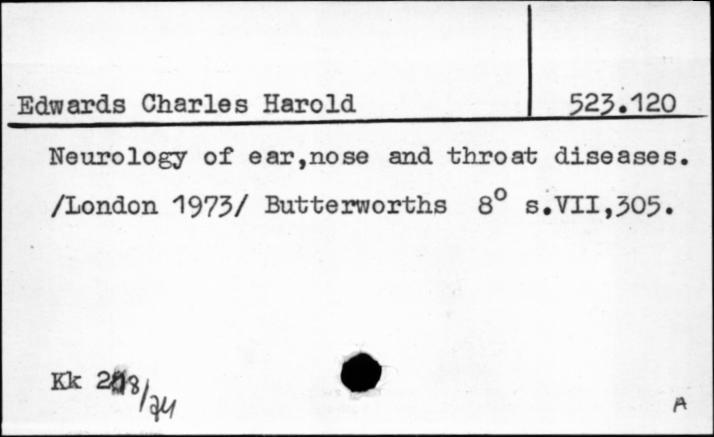 Edwards Charles Harold 523.120
Neurology of ear,nose and throat diseases.
/London 1973/ Butterworths 8° s.VII,305.
Kk
A